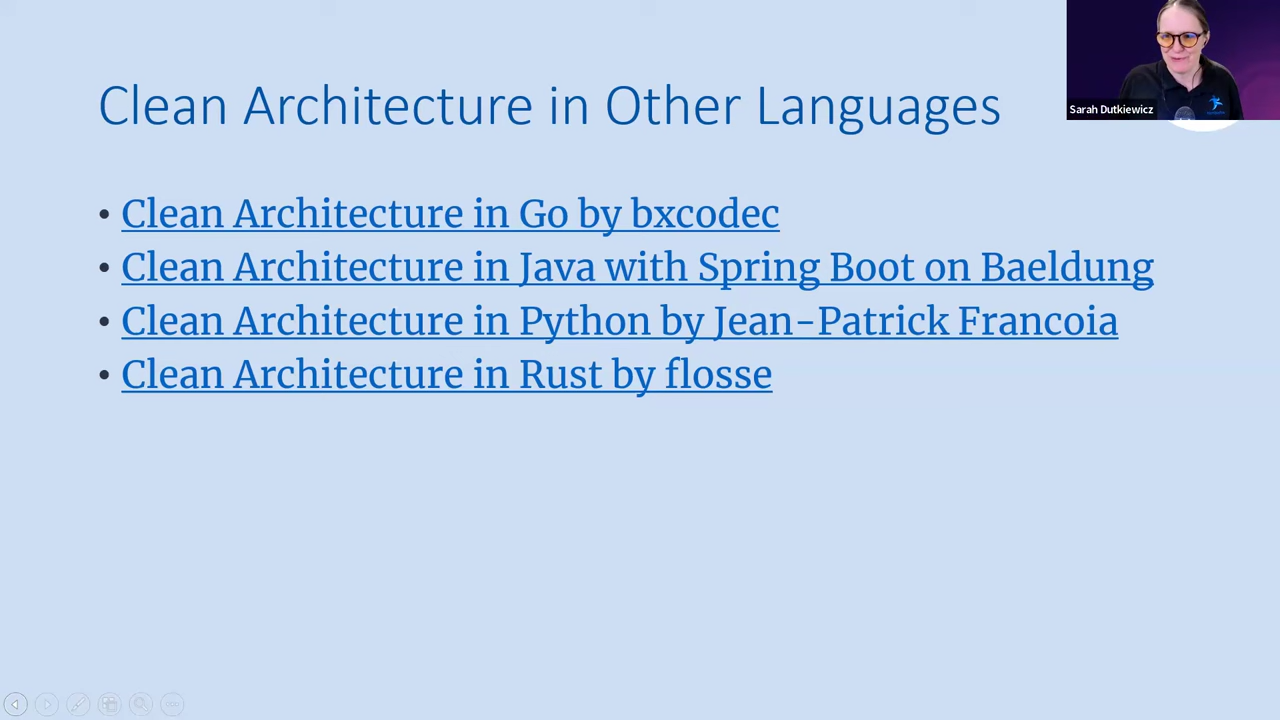 Clean Architecture in Other Languages
• Clean Architecture in Go by bxcodec
• Clean Architecture in Java with Spring Boot on Baeldung
• Clean Architecture in Python by Jean-Patrick Francoia
• Clean Architecture in Rust by flosse
Sarah Dutkiewicz